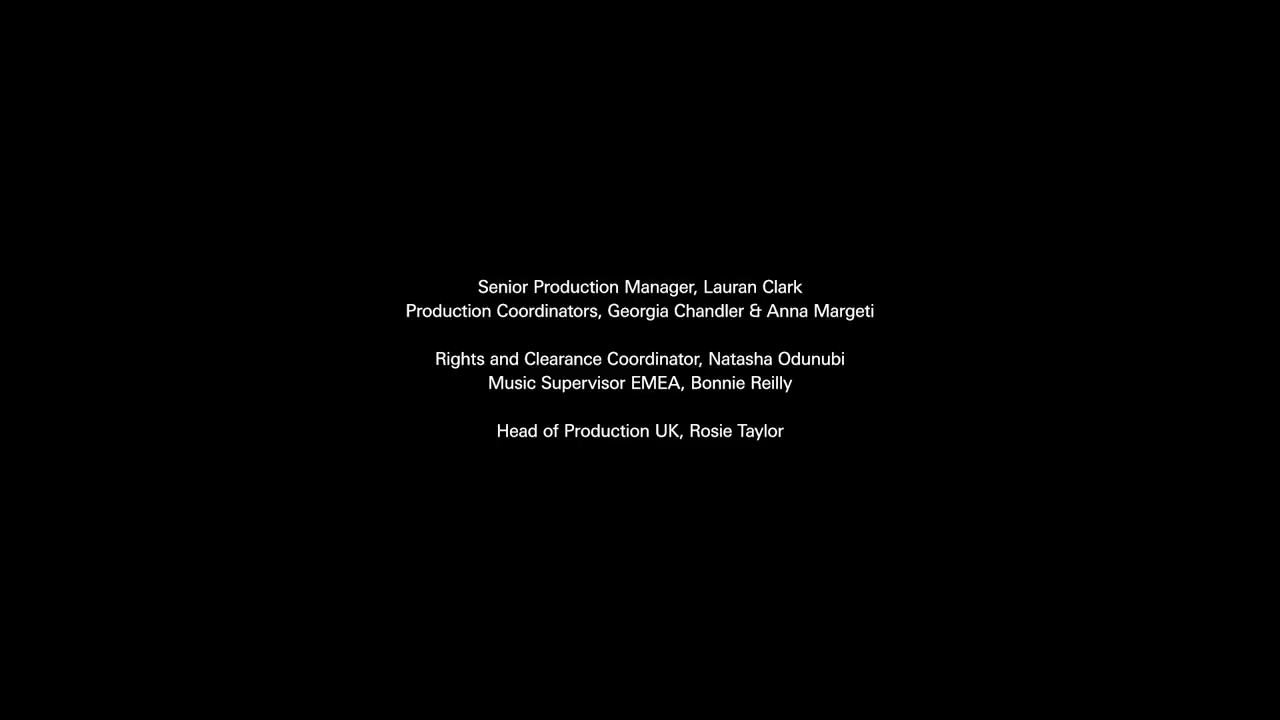 Senior Production Manager, Lauran Clark
Production Coordinators, Georgia Chandler & Anna Margeti
Rights and Clearance Coordinator, Natasha Odunubi
Music Supervisor EMEA, Bonnie Reilly
Head of Production UK, Rosie Taylor